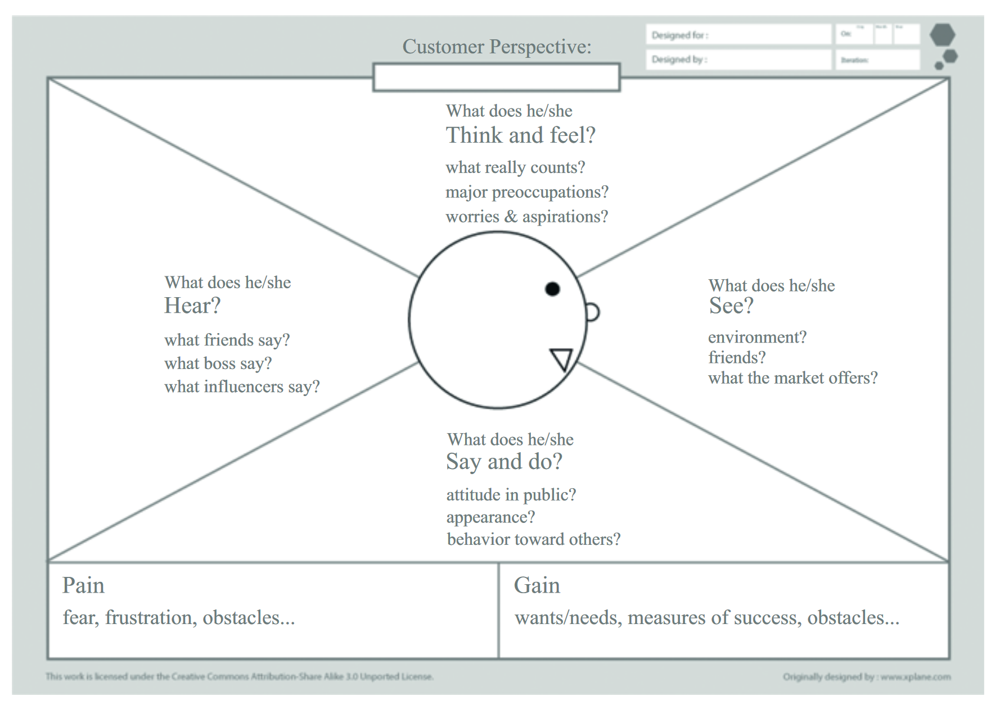 Customer Perspective:
Designed for :
On:
Designed by :
Iteration:
What does he/she
Think and feel?
what really counts?
major preoccupations?
worries & aspirations?
What does he/she
Hear?
what friends say?
what boss say?
what influencers say?
What does he/she
See?
environment?
friends?
what the market offers?
What does he/she
Say and do?
attitude in public?
appearance?
behavior toward others?
Pain
fear, frustration, obstacles...
Gain
wants/needs, measures of success, obstacles...
This work is licensed under the Creative Commons Attribution-Share Alike 3.0 Unported License.
Originally designed by : www.xplane.com